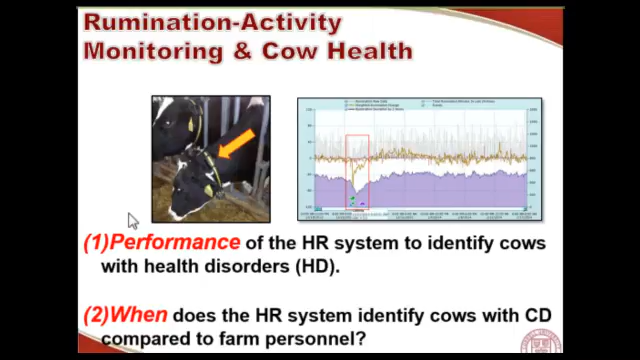 Rumination-Activity
Monitoring & Cow Health
(1)Performance of the HR system to identify cows
with health disorders (HD).
(2)When does the HR system identify cows with CD
compared to farm personnel?